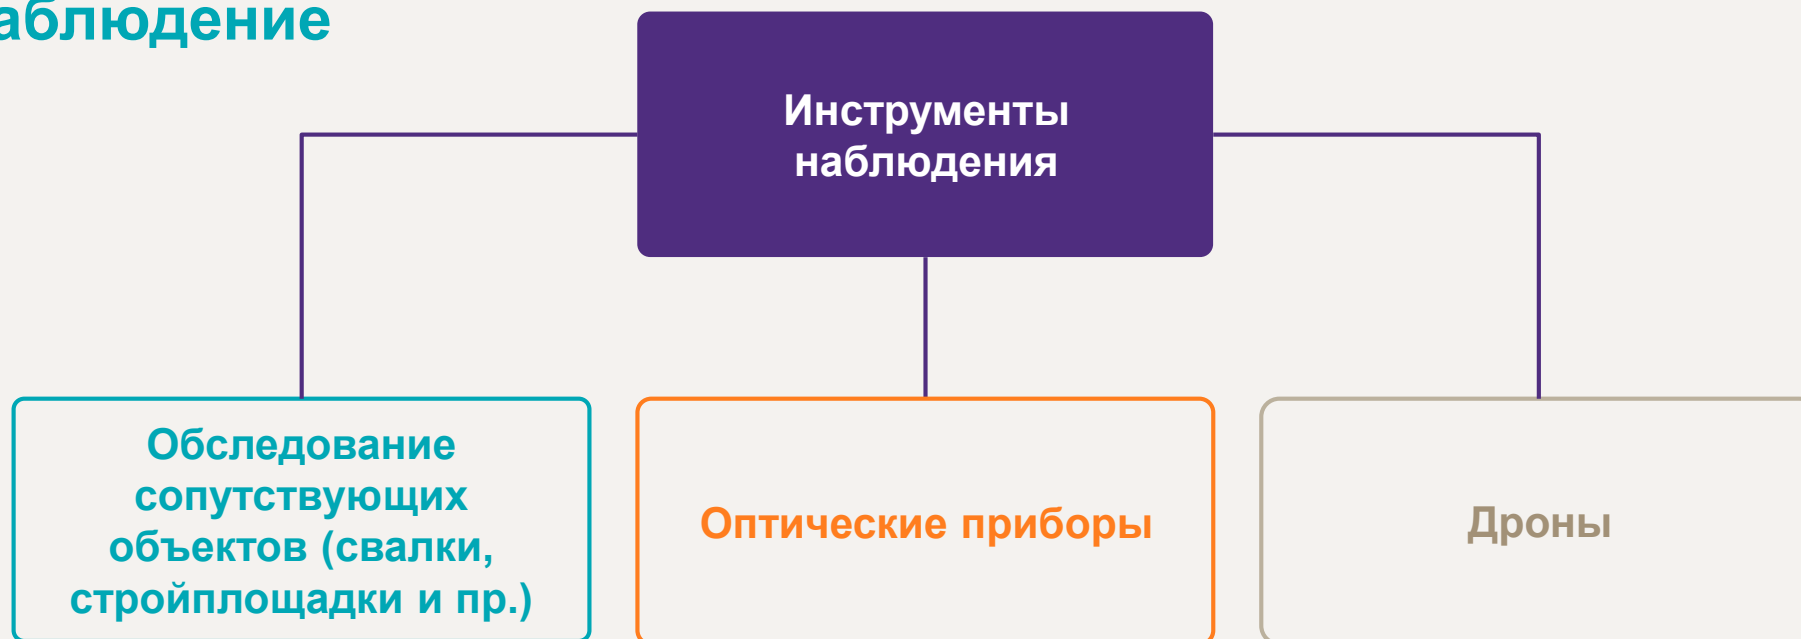 аблюдение
Инструменты
наблюдения
Обследование
сопутствующих
объектов (свалки,
стройплощадки и пр.)
Оптические приборы
Дроны